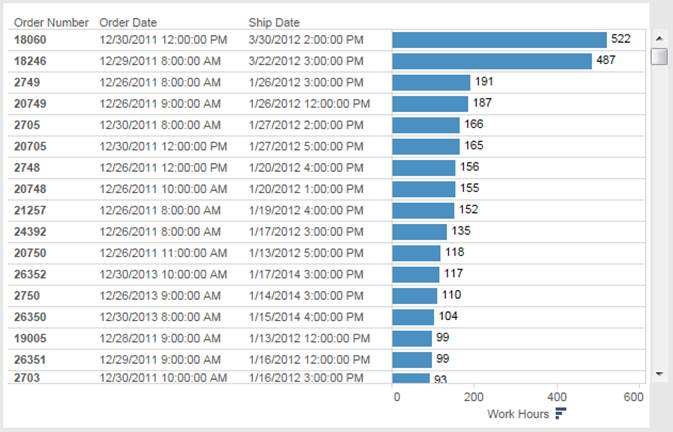 Order Number Order Date Ship Date
18060 12/30/2011 12:00:00 PM 3/30/2012 2:00:00 PM 522
18246 12/29/2011 8:00:00 AM 3/22/2012 3:00:00 PM 487
2749 12/26/2011 8:00:00 AM 1/26/2012 3:00:00 PM 191
20749 12/26/2011 9:00:00 AM 1/26/2012 12:00:00 PM 187
2705 12/30/2011 8:00:00 AM 1/27/2012 2:00:00 PM 166
20705 12/30/2011 12:00:00 PM 1/27/2012 5:00:00 PM 165
2748 12/26/2011 12:00:00 PM 1/20/2012 4:00:00 PM 156
20748 12/26/2011 10:00:00 AM 1/20/2012 1:00:00 PM 155
21257 12/26/2011 8:00:00 AM 1/19/2012 4:00:00 PM 152
24392 12/26/2011 8:00:00 AM 1/17/2012 3:00:00 PM 135
20750 12/26/2011 11:00:00 AM 1/13/2012 5:00:00 PM 118
26352 12/30/2013 10:00:00 AM 1/17/2014 3:00:00 PM 117
2750 12/26/2013 9:00:00 AM 1/14/2014 3:00:00 PM 110
26350 12/30/2013 8:00:00 AM 1/15/2014 4:00:00 PM 104
19005 12/28/2011 9:00:00 AM 1/13/2012 12:00:00 PM 99
26351 12/29/2011 9:00:00 AM 1/16/2012 12:00:00 PM 99
2703 12/30/2011 10:00:00 AM 1/16/2012 3:00:00 PM 93
0 200 400 600
Work Hours